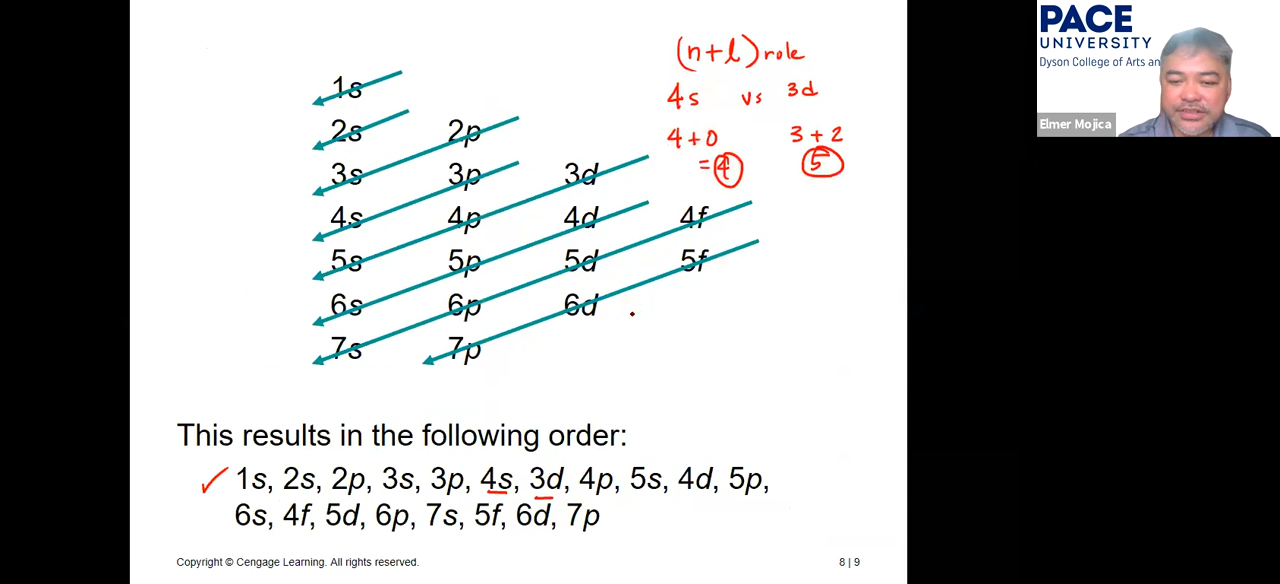 PACE
UNIVERSITY
Dyson College of Arts an
Elmer Mojica
(n+l) role
4s vs 3d
4+0 3+2
=4 5
1s
2s 2p
3s 3p 3d
4s 4p 4d 4f
5s 5p 5d 5f
6s 6p 6d
7s 7p
This results in the following order:
1s, 2s, 2p, 3s, 3p, 4s, 3d, 4p, 5s, 4d, 5p,
6s, 4f, 5d, 6p, 7s, 5f, 6d, 7p
Copyright © Cengage Learning. All rights reserved. 8 | 9